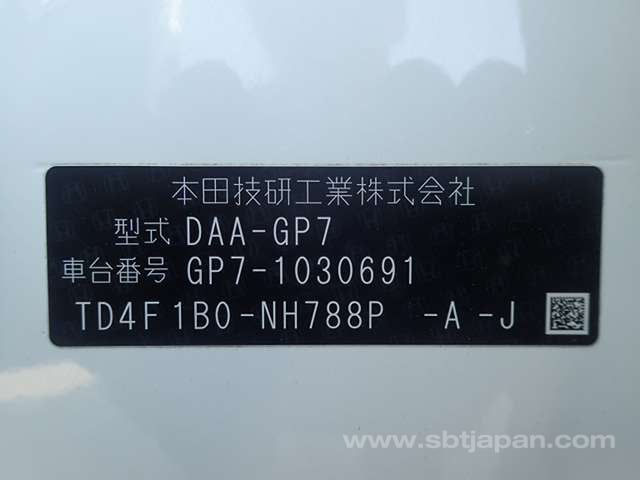 本田技研工業株式会社
型式 DAA-GP7
車台番号 GP7-1030691
TD4F1B0-NH788P -A-J
www.sbtjapan.com